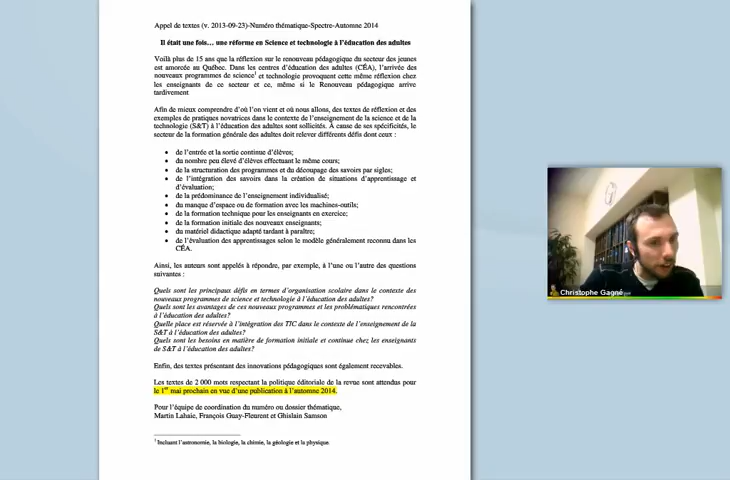 Appel de textes (v. 2013-09-23)-Numéro thématique-Spectre-Automne 2014
Il était une fois... une réforme en Science et technologie à l'éducation des adultes
Voilà plus de 15 ans que la réflexion sur le renouveau pédagogique du secteur des jeunes
est amorcée au Québec. Dans les centres d'éducation des adultes (CÉA), l'arrivée des
nouveaux programmes de science¹ et technologie provoquent cette même réflexion chez
les enseignants de ce secteur et ce, même si le Renouveau pédagogique arrive
tardivement
Afin de mieux comprendre d'où l'on vient et où nous allons, des textes de réflexion et des
exemples de pratiques novatrices dans le contexte de l'enseignement de la science et de la
technologie (S&T) à l'éducation des adultes sont sollicités. À cause de ses spécificités, le
secteur de la formation générale des adultes doit relever différents défis dont ceux :
• de l'entrée et la sortie continue d'élèves;
• du nombre peu élevé d'élèves effectuant le même cours;
• de la structuration des programmes et du découpage des savoirs par sigles;
• de l'intégration des savoirs dans la création de situations d'apprentissage et
d'évaluation;
• de la prédominance de l'enseignement individualisé;
• du manque d'espace ou de formation avec les machines-outils;
• de la formation technique pour les enseignants en exercice;
• de la formation initiale des nouveaux enseignants;
• du matériel didactique adapté tardant à paraître;
• de l'évaluation des apprentissages selon le modèle généralement reconnu dans les
CÉA.
Ainsi, les auteurs sont appelés à répondre, par exemple, à l'une ou l'autre des questions
suivantes :
Quels sont les principaux défis en termes d'organisation scolaire dans le contexte des
nouveaux programmes de science et technologie à l'éducation des adultes?
Quels sont les avantages de ces nouveaux programmes et les problématiques rencontrées
à l'éducation des adultes?
Quelle place est réservée à l'intégration des TIC dans le contexte de l'enseignement de la
S&T à l'éducation des adultes?
Quels sont les besoins en matière de formation initiale et continue chez les enseignants
de S&T à l'éducation des adultes?
Enfin, des textes présentant des innovations pédagogiques sont également recevables.
Les textes de 2 000 mots respectant la politique éditoriale de la revue sont attendus pour
le 1er mai prochain en vue d'une publication à l'automne 2014.
Pour l'équipe de coordination du numéro ou dossier thématique,
Martin Lahaie, François Guay-Fleurent et Ghislain Samson
¹ Incluant l'astronomie, la biologie, la chimie, la géologie et la physique.
Christophe Gagné